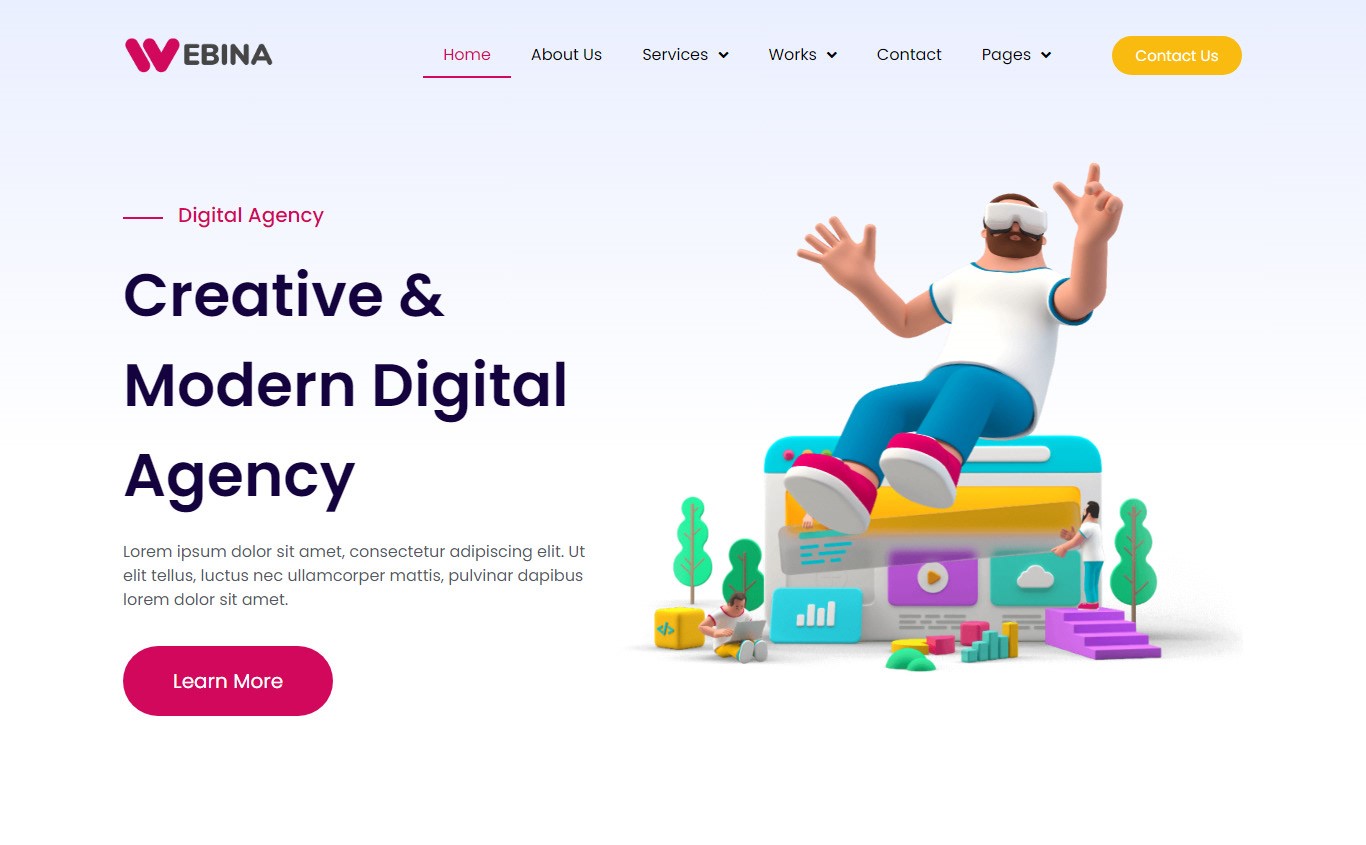 WEBINA
Home About Us Services Works Contact Pages Contact Us
Digital Agency
Creative &
Modern Digital
Agency
Lorem ipsum dolor sit amet, consectetur adipiscing elit. Ut
elit tellus, luctus nec ullamcorper mattis, pulvinar dapibus
lorem dolor sit amet.
</>
Learn More